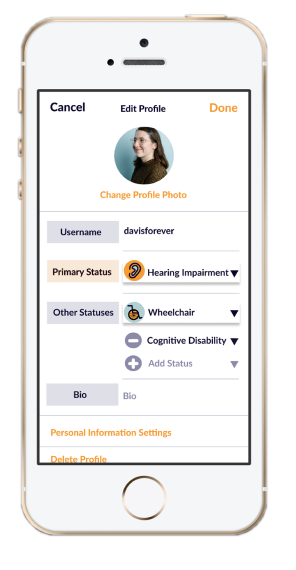 Cancel Edit Profile Done
Change Profile Photo
Username davisforever
Primary Status Hearing Impairment
Other Statuses Wheelchair
Cognitive Disability
Add Status
Bio Bio
Personal Information Settings
Delete Profile